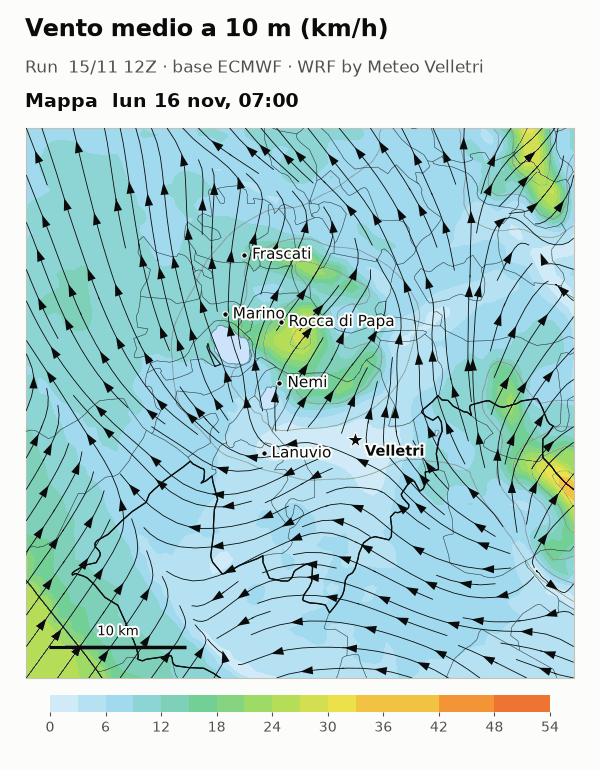 Vento medio a 10 m (km/h)
Run  15/11 12Z · base ECMWF · WRF by Meteo Velletri
Mappa  lun 16 nov, 07:00
Frascati
Marino
Rocca di Papa
Nemi
Velletri
Lanuvio
10 km
0 6 12 18 24 30 36 42 48 54